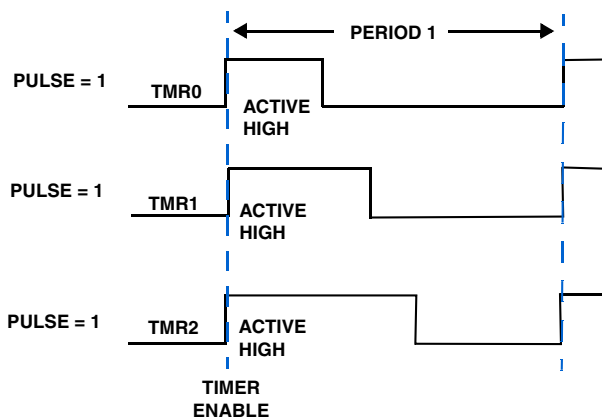 PERIOD 1
PULSE = 1
TMR0
ACTIVE
HIGH
PULSE = 1
TMR1
ACTIVE
HIGH
PULSE = 1
TMR2
ACTIVE
HIGH
TIMER
ENABLE